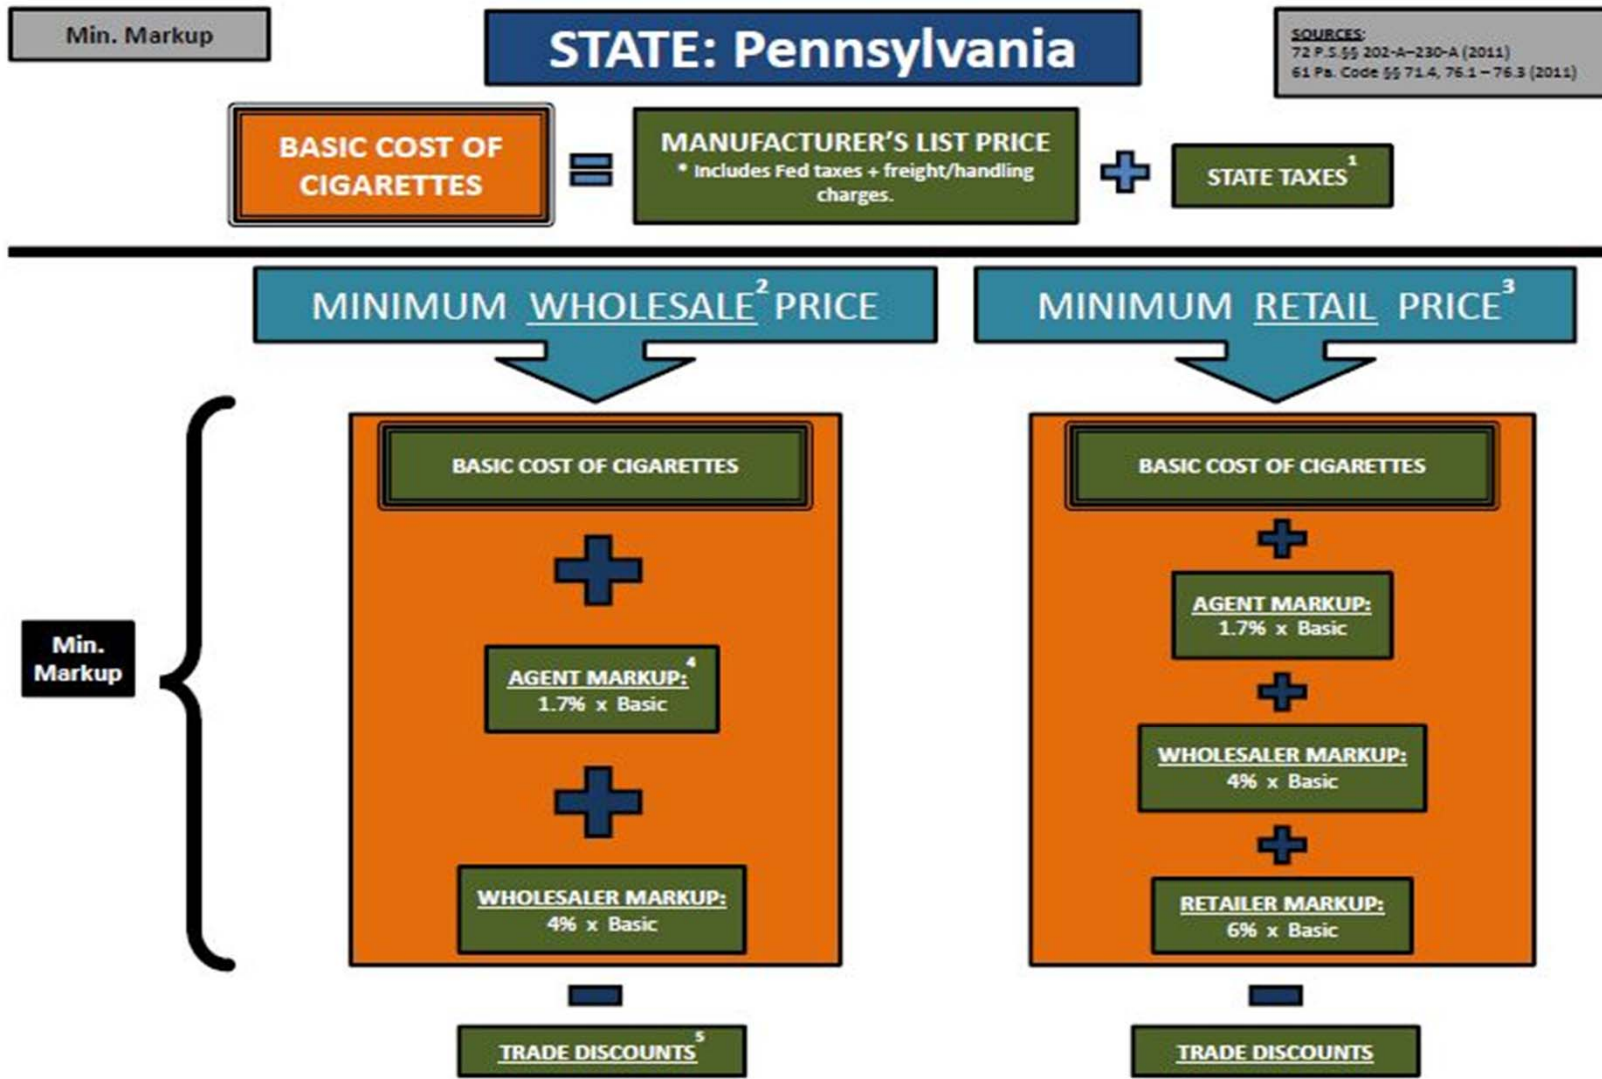 Min. Markup
STATE: Pennsylvania
SOURCES:
72 P.S.§§ 202-A–230-A (2011)
61 Pa. Code §§ 71.4, 76.1 – 76.3 (2011)
BASIC COST OF
CIGARETTES
=
MANUFACTURER’S LIST PRICE
* Includes Fed taxes + freight/handling
charges.
+
STATE TAXES¹
MINIMUM WHOLESALE² PRICE
MINIMUM RETAIL PRICE³
Min.
Markup
BASIC COST OF CIGARETTES
+
AGENT MARKUP:⁴
1.7% x Basic
+
WHOLESALER MARKUP:
4% x Basic
–
TRADE DISCOUNTS⁵
BASIC COST OF CIGARETTES
+
AGENT MARKUP:
1.7% x Basic
+
WHOLESALER MARKUP:
4% x Basic
+
RETAILER MARKUP:
6% x Basic
–
TRADE DISCOUNTS